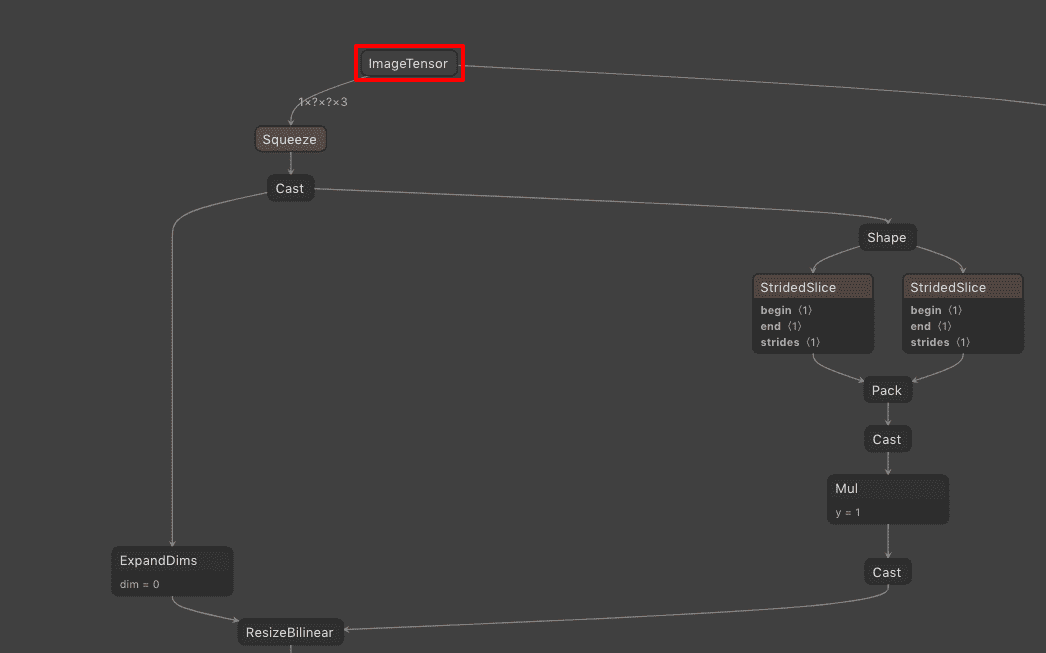 ImageTensor
1×?×?×3
Squeeze
Cast
Shape
StridedSlice
begin ⟨1⟩
end ⟨1⟩
strides ⟨1⟩
StridedSlice
begin ⟨1⟩
end ⟨1⟩
strides ⟨1⟩
Pack
Cast
Mul
y = 1
ExpandDims
dim = 0
Cast
ResizeBilinear